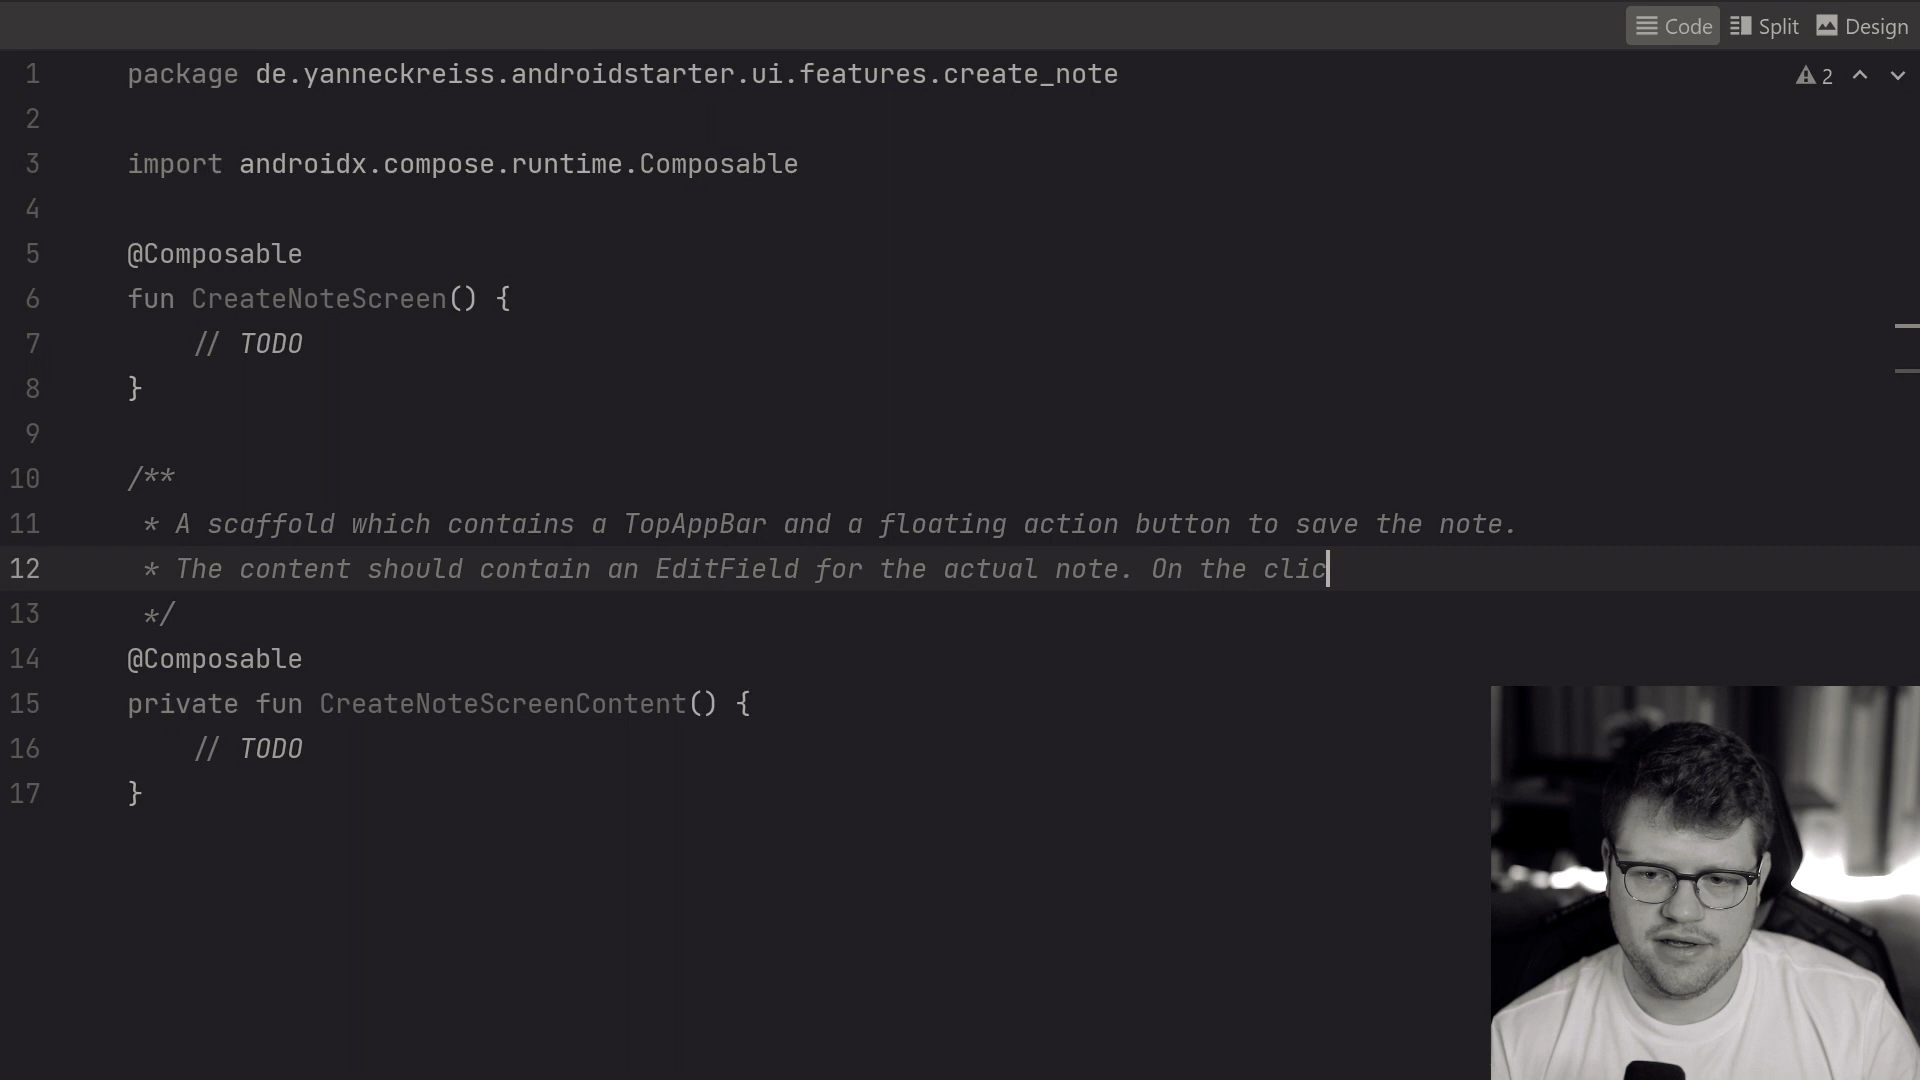 Code Split Design
1 package de.yanneckreiss.androidstarter.ui.features.create_note
2
2
3 import androidx.compose.runtime.Composable
4
5 @Composable
6 fun CreateNoteScreen() {
7 // TODO
8 }
9
10 /**
11 * A scaffold which contains a TopAppBar and a floating action button to save the note.
12 * The content should contain an EditField for the actual note. On the clic
13 */
14 @Composable
15 private fun CreateNoteScreenContent() {
16 // TODO
17 }